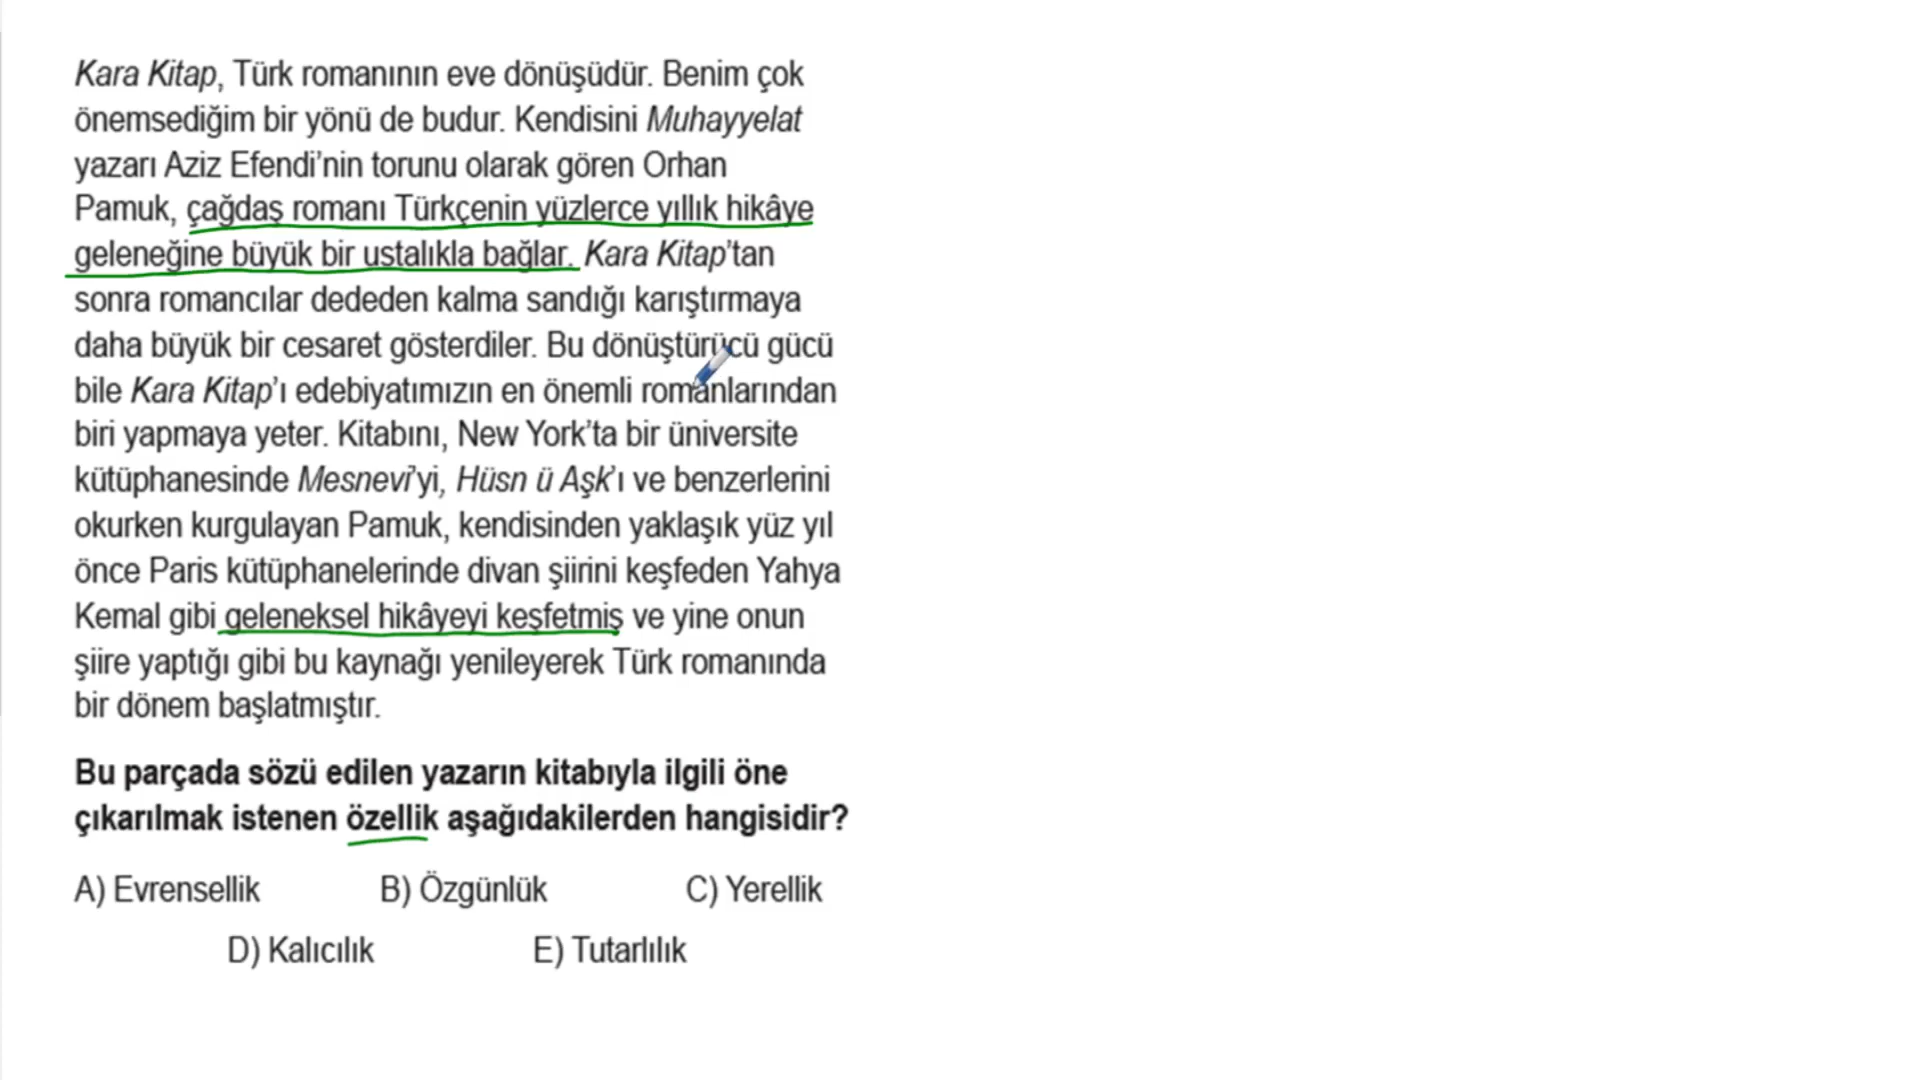 Kara Kitap, Türk romanının eve dönüşüdür. Benim çok
önemsediğim bir yönü de budur. Kendisini Muhayyelat
yazarı Aziz Efendi’nin torunu olarak gören Orhan
Pamuk, çağdaş romanı Türkçenin yüzlerce yıllık hikâye
geleneğine büyük bir ustalıkla bağlar. Kara Kitap’tan
sonra romancılar dededen kalma sandığı karıştırmaya
daha büyük bir cesaret gösterdiler. Bu dönüştürücü gücü
bile Kara Kitap’ı edebiyatımızın en önemli romanlarından
biri yapmaya yeter. Kitabını, New York’ta bir üniversite
kütüphanesinde Mesnevi’yi, Hüsn ü Aşk’ı ve benzerlerini
okurken kurgulayan Pamuk, kendisinden yaklaşık yüz yıl
önce Paris kütüphanelerinde divan şiirini keşfeden Yahya
Kemal gibi geleneksel hikâyeyi keşfetmiş ve yine onun
şiire yaptığı gibi bu kaynağı yenileyerek Türk romanında
bir dönem başlatmıştır.
Bu parçada sözü edilen yazarın kitabıyla ilgili öne
çıkarılmak istenen özellik aşağıdakilerden hangisidir?
A) Evrensellik B) Özgünlük C) Yerellik
D) Kalıcılık E) Tutarlılık